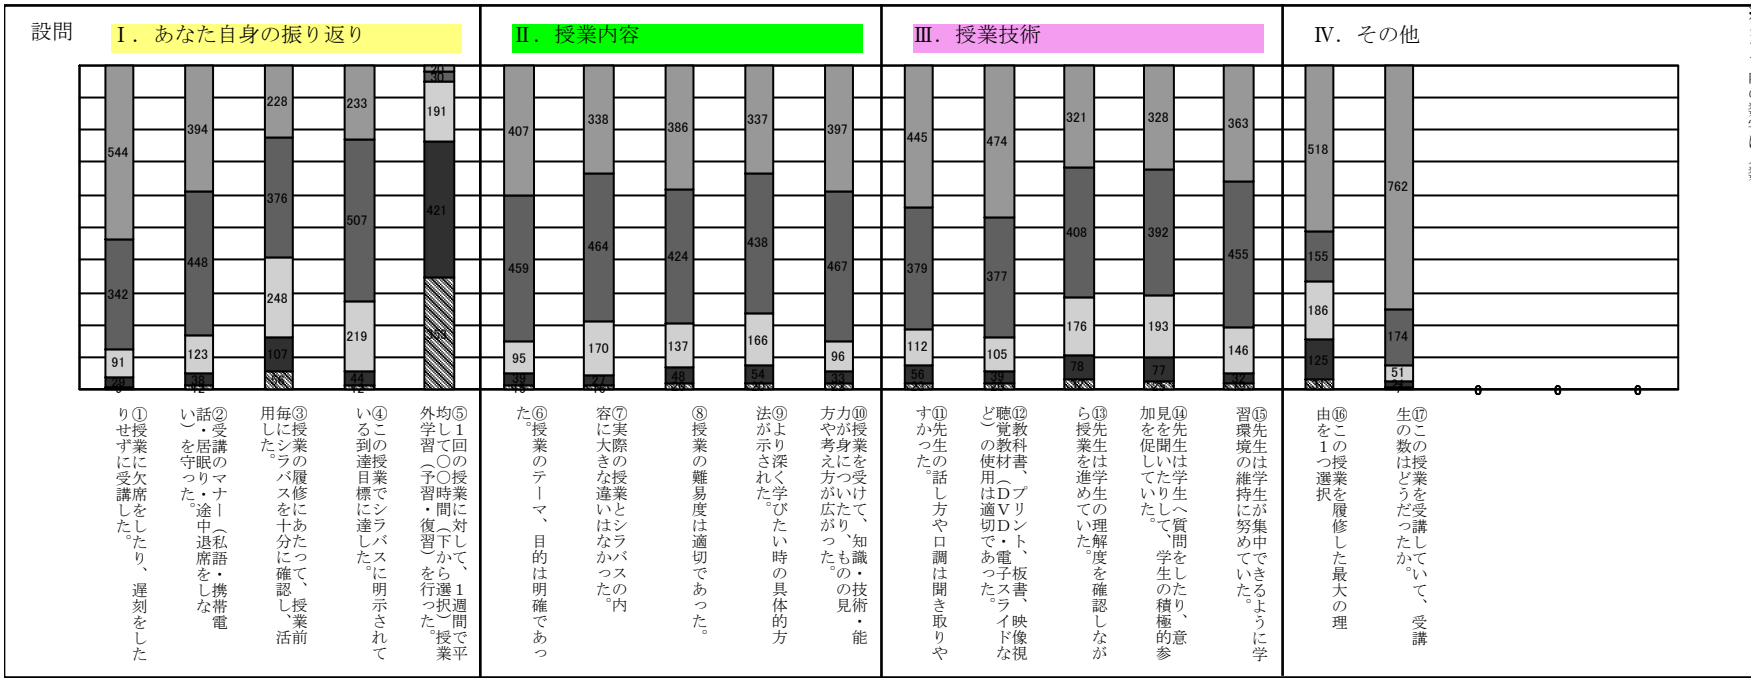 設問
Ⅰ．あなた自身の振り返り
Ⅱ．授業内容
Ⅲ．授業技術
Ⅳ．その他
544
342
91
29
394
448
123
38
12
228
376
248
107
56
233
507
219
44
12
20
30
191
421
353
407
459
95
39
338
464
170
27
386
424
137
48
337
438
166
54
397
467
96
33
445
379
112
56
474
377
105
39
321
408
176
78
328
392
193
77
363
455
146
32
518
155
186
125
762
174
51
0
0
0
①授業に欠席をしたり、遅刻をした
りせずに受講した。
②受講のマナー（私語・携帯電
話・居眠り・途中退席をしな
い）を守った。
③授業の履修にあたって、授業前
毎にシラバスを十分に確認し、活
用した。
④この授業でシラバスに明示されて
いる到達目標に達した。
⑤１回の授業に対して、１週間で平
均して〇〇時間（下から選択）授業
外学習（予習・復習）を行った。
⑥授業のテーマ、目的は明確であっ
た。
⑦実際の授業とシラバスの内
容に大きな違いはなかった。
⑧授業の難易度は適切であった。
⑨より深く学びたい時の具体的方
法が示された。
⑩授業を受けて、知識・技術・能
力が身についたり、ものの見
方や考え方が広がった。
⑪先生の話し方や口調は聞き取りや
すかった。
⑫教科書、プリント、板書、映像視
聴覚教材（ＤＶＤ・電子スライドな
ど）の使用は適切であった。
⑬先生は学生の理解度を確認しなが
ら授業を進めていた。
⑭先生は学生へ質問をしたり、意
見を聞いたりして、学生の積極的参
加を促していた。
⑮先生は学生が集中できるように学
習環境の維持に努めていた。
⑯この授業を履修した最大の理
由を１つ選択
⑰この授業を受講していて、受講
生の数はどうだったか。